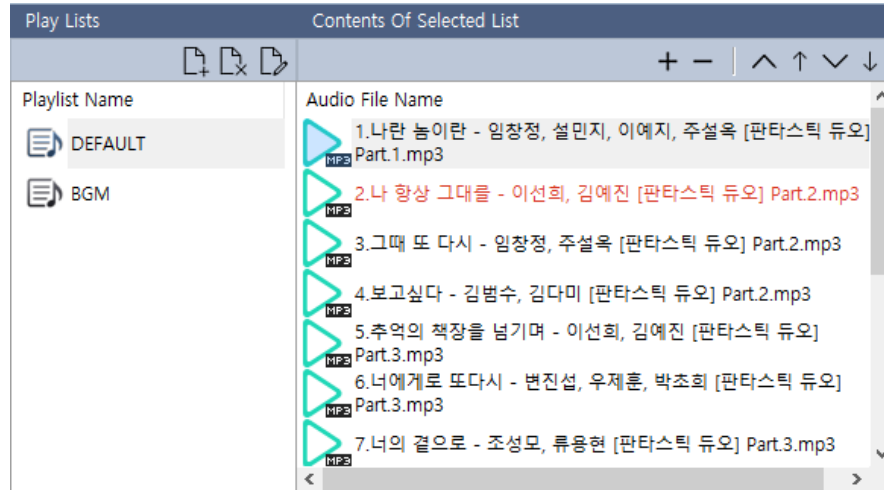 Play Lists
Contents Of Selected List
Playlist Name
DEFAULT
BGM
Audio File Name
1.나란 놈이란 - 임창정, 설민지, 이예지, 주설옥 [판타스틱 듀오]
Part.1.mp3
MP3
2.나 항상 그대를 - 이선희, 김예진 [판타스틱 듀오] Part.2.mp3
MP3
3.그때 또 다시 - 임창정, 주설옥 [판타스틱 듀오] Part.2.mp3
MP3
4.보고싶다 - 김범수, 김다미 [판타스틱 듀오] Part.2.mp3
MP3
5.추억의 책장을 넘기며 - 이선희, 김예진 [판타스틱 듀오]
Part.3.mp3
MP3
6.너에게로 또다시 - 변진섭, 우제훈, 박초희 [판타스틱 듀오]
Part.3.mp3
MP3
7.너의 곁으로 - 조성모, 류용현 [판타스틱 듀오] Part.3.mp3
MP3